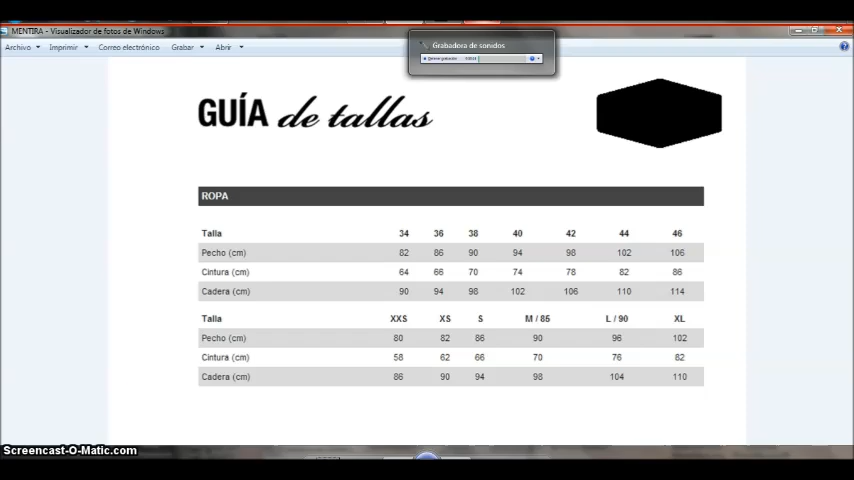 MENTIRA - Visualizador de fotos de Windows
Grabadora de sonidos
Archivo Imprimir Correo electrónico Grabar Abrir
GUÍA de tallas
ROPA
Talla 34 36 38 40 42 44 46
Pecho (cm) 82 86 90 94 98 102 106
Cintura (cm) 64 66 70 74 78 82 86
Cadera (cm) 90 94 98 102 106 110 114
Talla XXS XS S M / 85 L / 90 XL
Pecho (cm) 80 82 86 90 96 102
Cintura (cm) 58 62 66 70 76 82
Cadera (cm) 86 90 94 98 104 110
Screencast-O-Matic.com